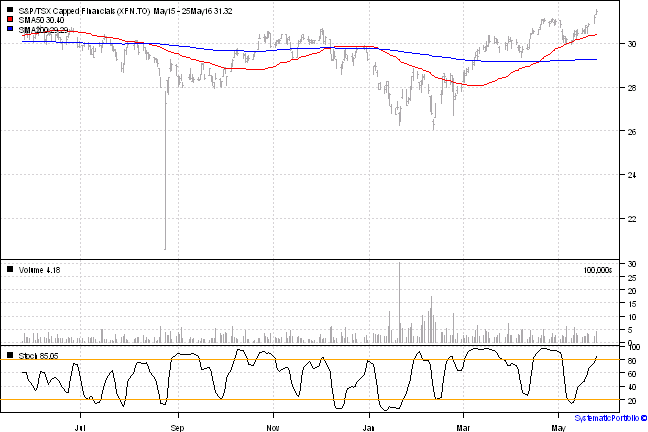 S&P/TSX Capped Financials (XFN.TO) May15 - 25May16 31.32
SMA50 30.40
SMA200 29.29
30
28
26
24
22
Volume 4.18
100,000s
30
25
20
15
10
5
0
Stoch 85.05
100
80
60
40
20
Jul Sep Nov Jan Mar May
SystematicPortfolio ©